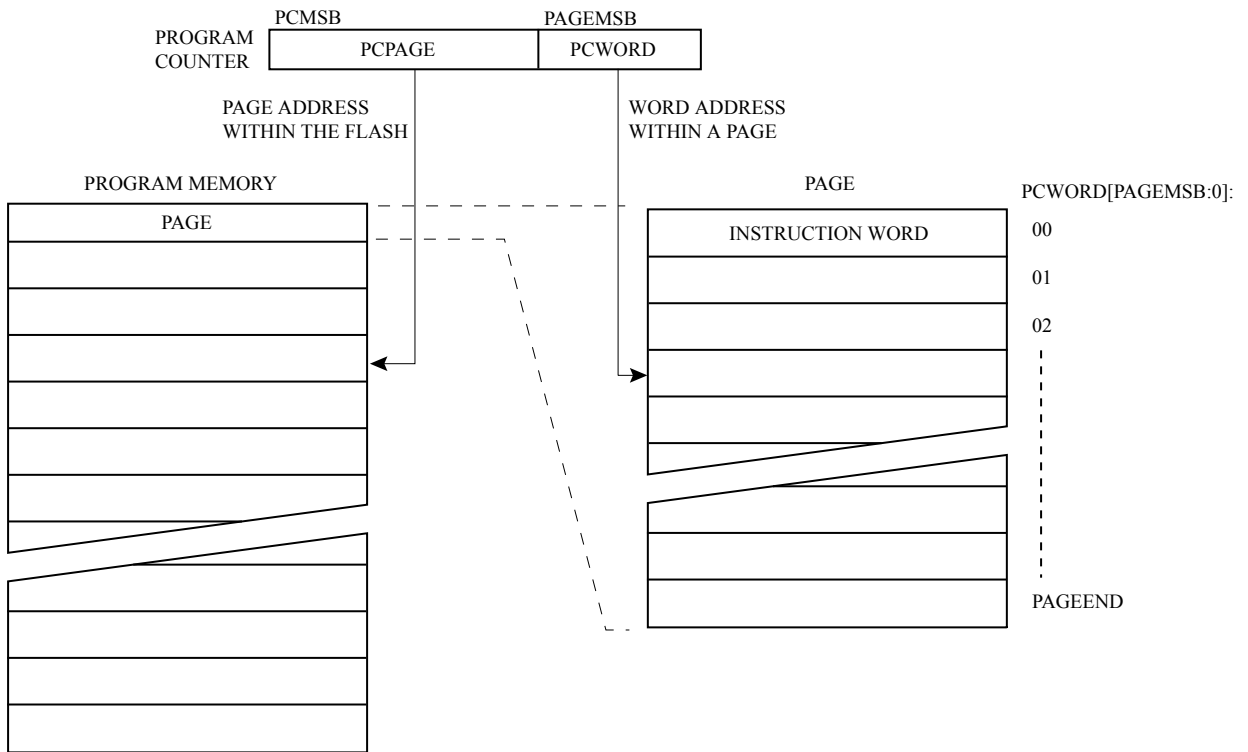 PCMSB
PAGEMSB
PROGRAM
COUNTER
PCPAGE
PCWORD
PAGE ADDRESS
WITHIN THE FLASH
WORD ADDRESS
WITHIN A PAGE
PROGRAM MEMORY
PAGE
PAGE
PCWORD[PAGEMSB:0]:
INSTRUCTION WORD
00
01
02
PAGEEND